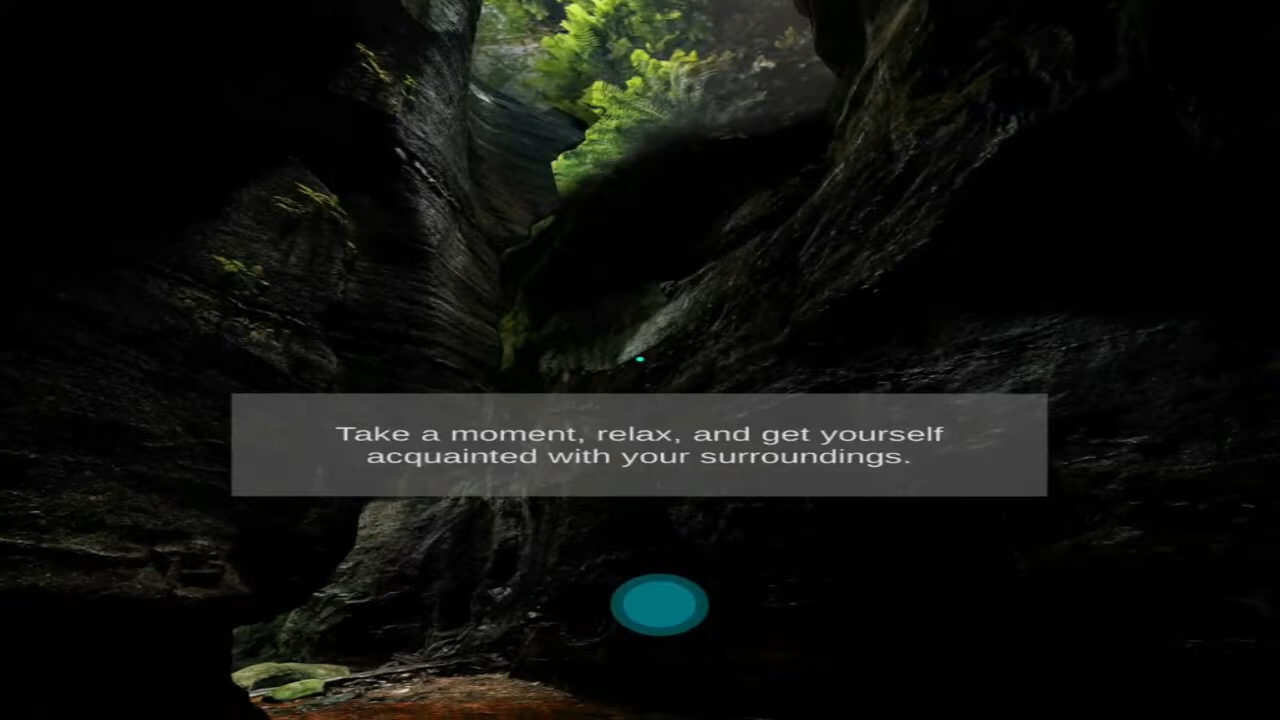 Take a moment, relax, and get yourself
acquainted with your surroundings.